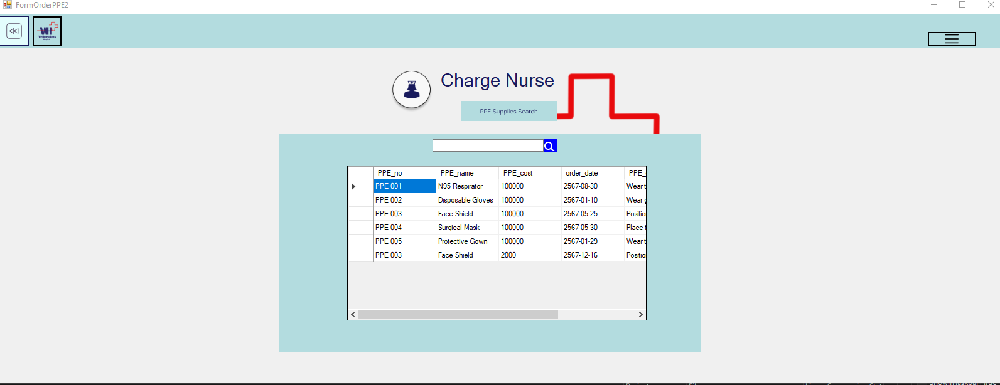 FormOrderPPE2
WH
Wellmeadows
Hospital
Charge Nurse
PPE Supplies Search
PPE_no PPE_name PPE_cost order_date PPE_
PPE 001 N95 Respirator 100000 2567-08-30 Wear t
PPE 002 Disposable Gloves 100000 2567-01-10 Wear g
PPE 003 Face Shield 100000 2567-05-25 Positio
PPE 004 Surgical Mask 100000 2567-05-30 Place t
PPE 005 Protective Gown 100000 2567-01-29 Wear t
PPE 003 Face Shield 2000 2567-12-16 Positio